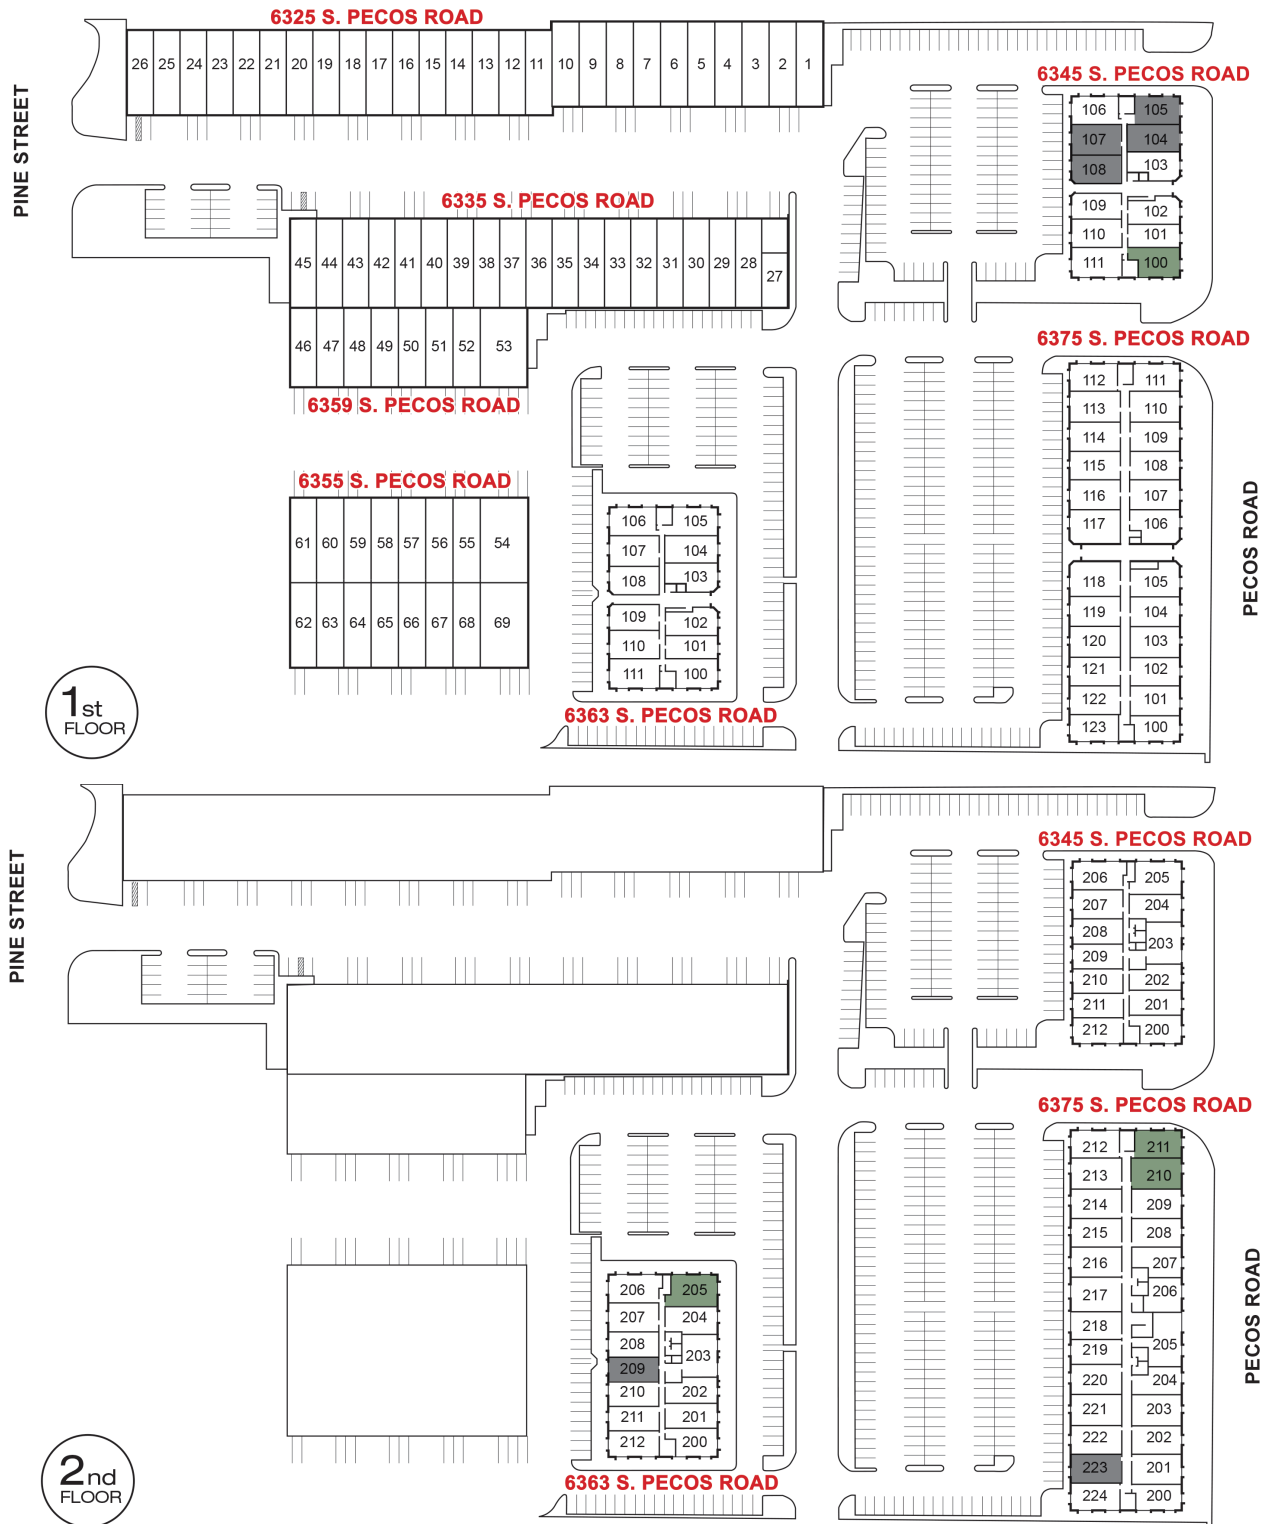 6325 S. PECOS ROAD
26 25 24 23 22 21 20 19 18 17 16 15 14 13 12 11 10 9 8 7 6 5 4 3 2 1
PINE STREET
6345 S. PECOS ROAD
106 105
107 104
108 103
109 102
110 101
111 100
6335 S. PECOS ROAD
45 44 43 42 41 40 39 38 37 36 35 34 33 32 31 30 29 28 27
46 47 48 49 50 51 52 53
6359 S. PECOS ROAD
6355 S. PECOS ROAD
61 60 59 58 57 56 55 54
62 63 64 65 66 67 68 69
106 105
107 104
108 103
109 102
110 101
111 100
6363 S. PECOS ROAD
6375 S. PECOS ROAD
112 111
113 110
114 109
115 108
116 107
117 106
118 105
119 104
120 103
121 102
122 101
123 100
PECOS ROAD
1st
FLOOR
PINE STREET
6345 S. PECOS ROAD
206 205
207 204
208 203
209
210 202
211 201
212 200
6375 S. PECOS ROAD
212 211
213 210
214 209
215 208
216 207
217 206
218 205
219
220 204
221 203
222 202
223 201
224 200
PECOS ROAD
206 205
207 204
208 203
209
210 202
211 201
212 200
6363 S. PECOS ROAD
2nd
FLOOR